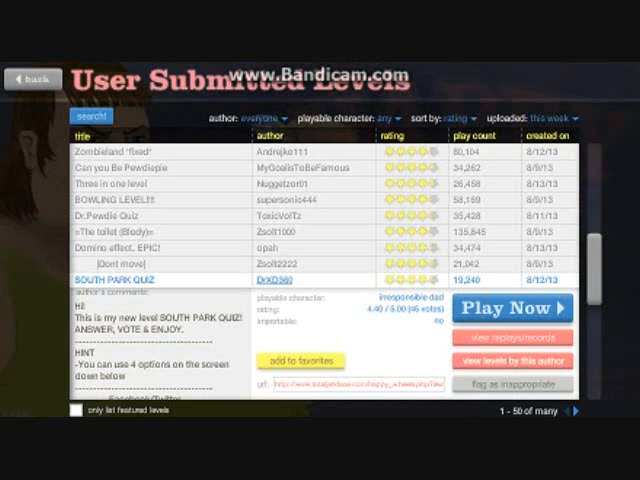 www.Bandicam.com
back
User Submitted Levels
search!
author: everyone playable character: any sort by: rating uploaded: this week
title author rating play count created on
Zombieland *fixed* Andrejko111 80,104 8/12/13
Can you Be Pewdiepie MyGoalIsToBeFamous 34,262 8/9/13
Three in one level Nuggetzor01 26,458 8/13/13
BOWLING LEVEL!!! supersonic444 58,169 8/9/13
Dr.Pewdie Quiz ToxicVolTz 35,428 8/11/13
=The toilet (Blody)= Zsolt1000 135,845 8/9/13
Domino effect. EPIC! opah 34,474 8/13/13
[Dont move] Zsolt2222 21,042 8/9/13
SOUTH PARK QUIZ DrXD360 19,240 8/12/13
author's comments:
HI!
This is my new level SOUTH PARK QUIZ!
ANSWER, VOTE & ENJOY.
------------------------------
HINT
-You can use 4 options on the screen
down below
------------------------------
Facebook/Twitter
playable character: irresponsible dad
rating: 4.40 / 5.00 (45 votes)
importable: no
add to favorites
url:
Play Now
view replays/records
view levels by this author
flag as inappropriate
only list featured levels
1 - 50 of many